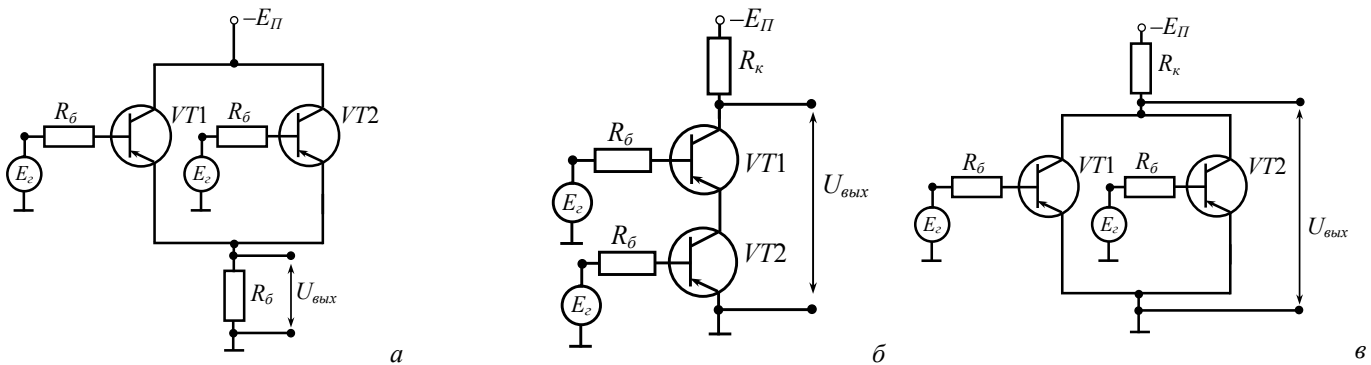 –E_П
R_б
VT1
R_б
VT2
E_г
E_г
R_б
U_вых
а
–E_П
R_к
R_б
VT1
E_г
U_вых
R_б
VT2
E_г
б
–E_П
R_к
R_б
VT1
R_б
VT2
E_г
E_г
U_вых
в